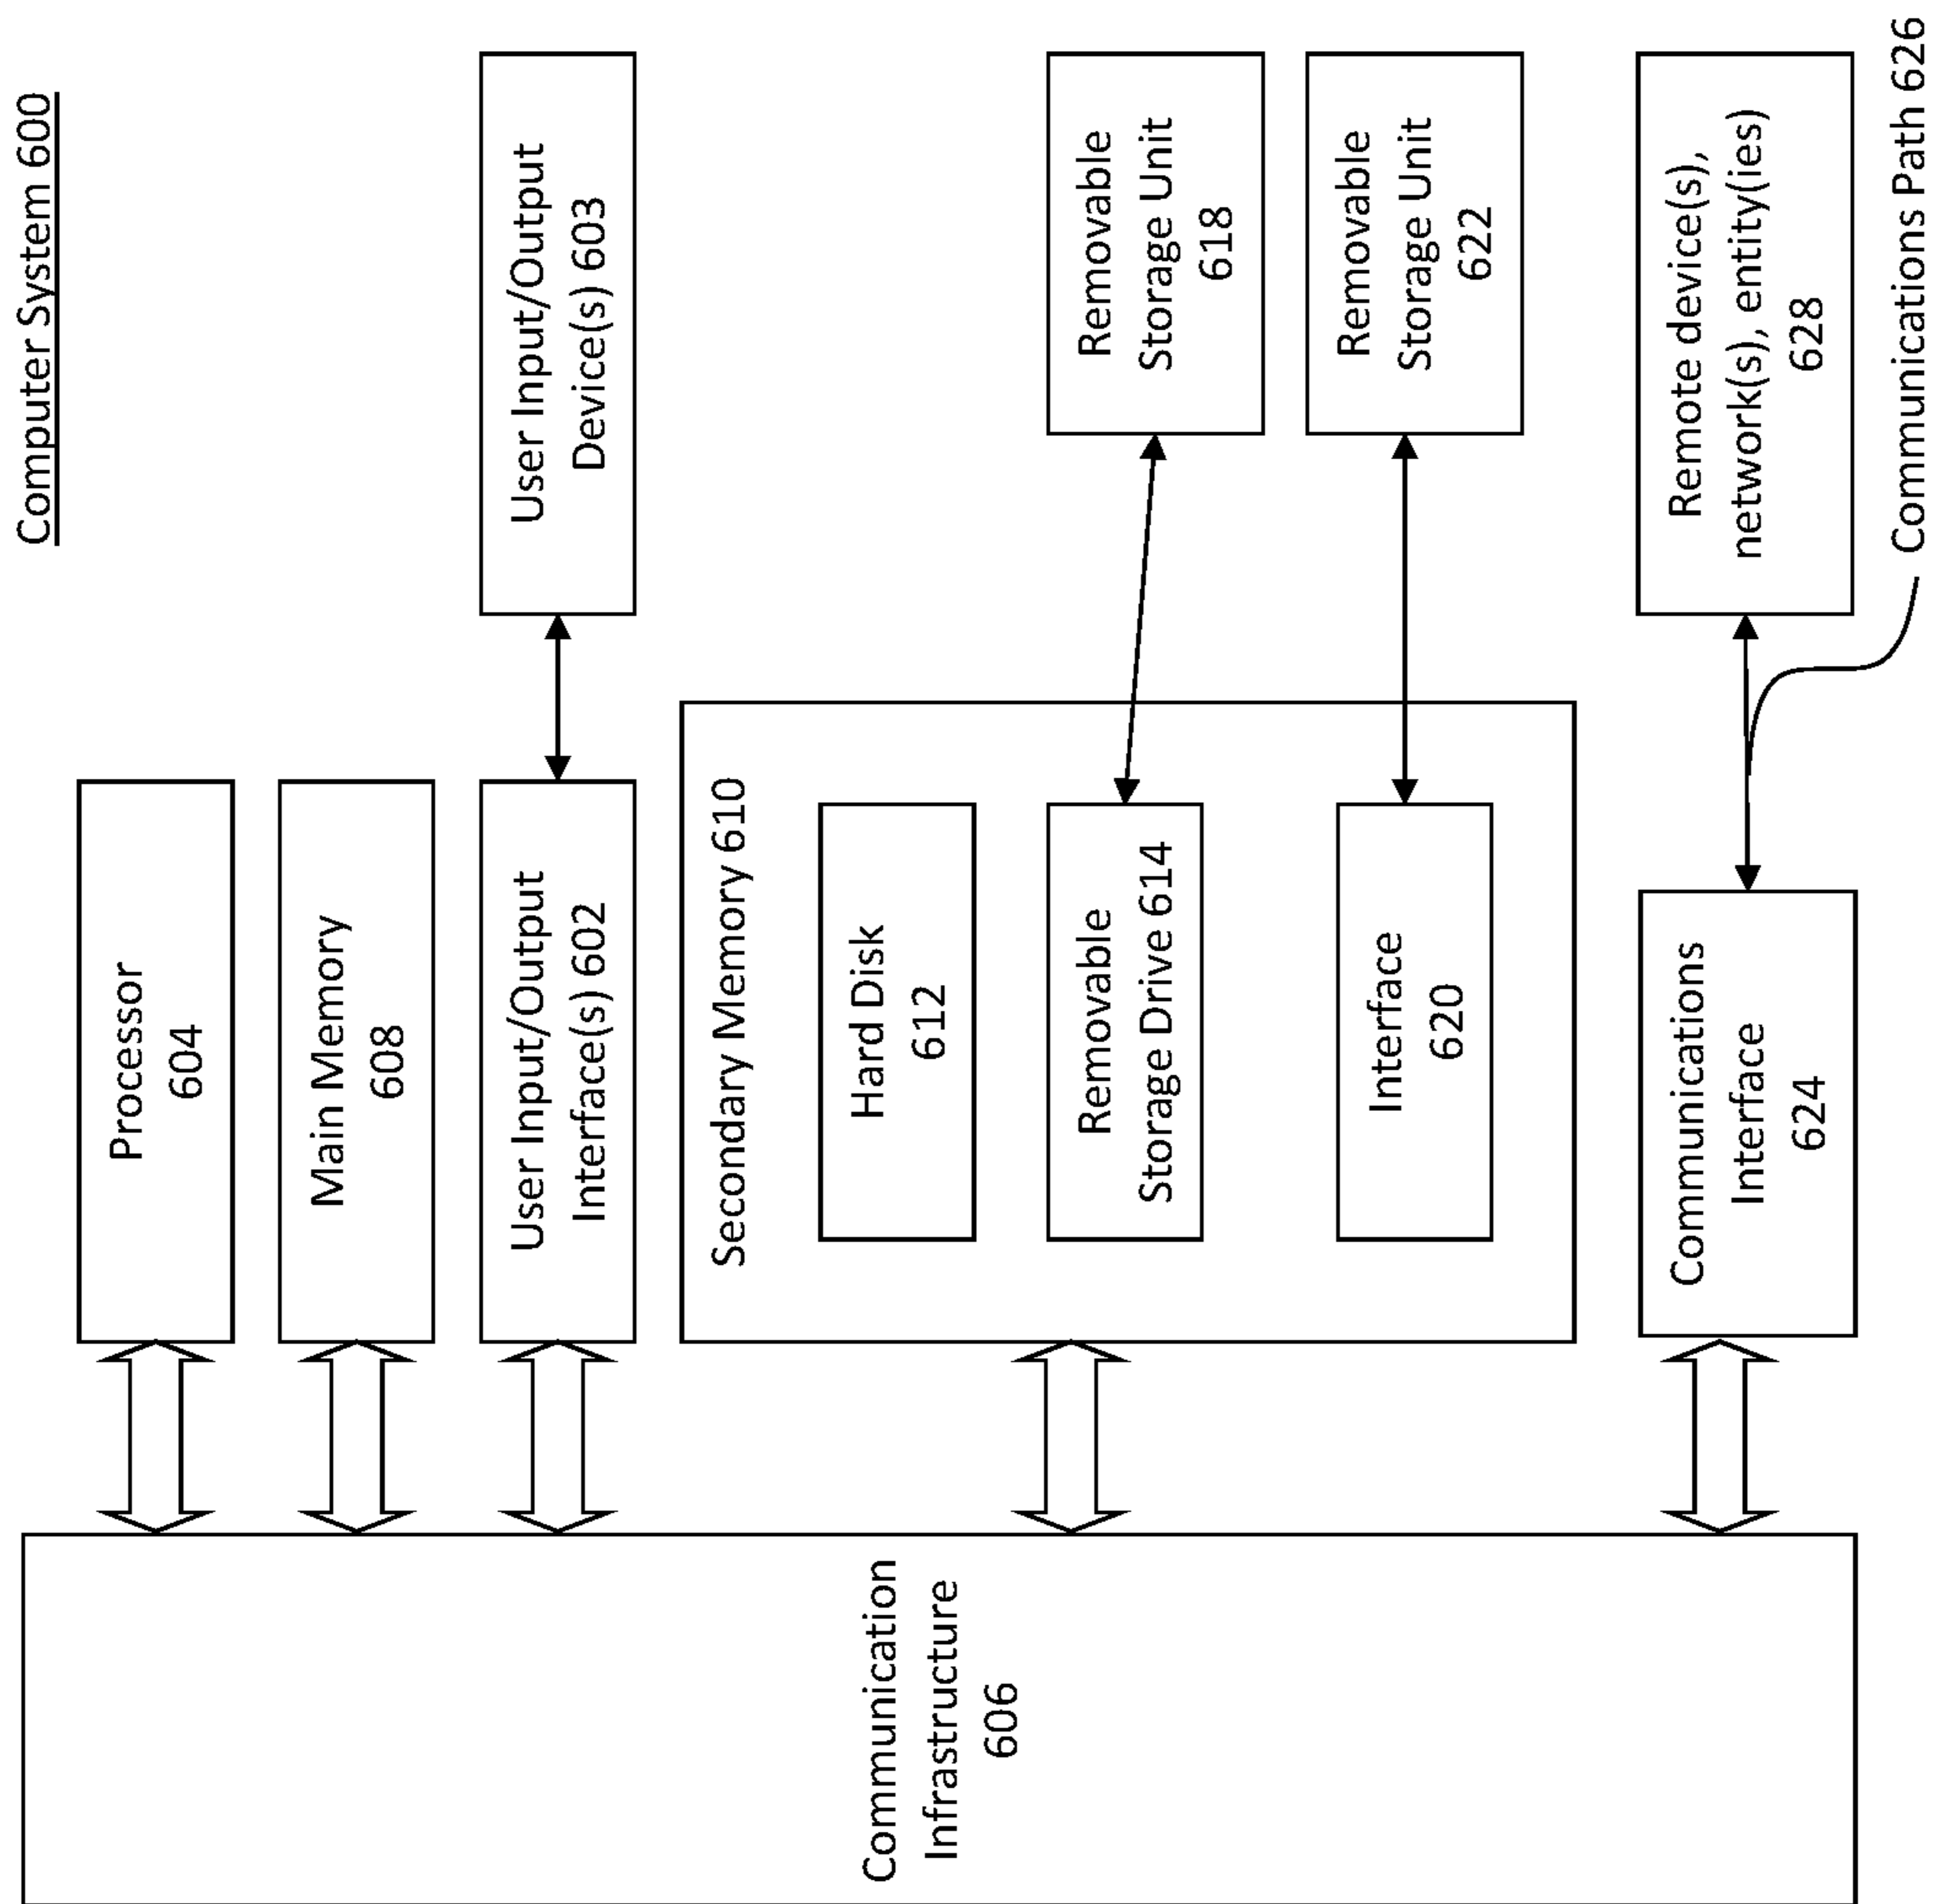 Computer System 600
Processor
604
Main Memory
608
User Input/Output
Interface(s) 602
User Input/Output
Device(s) 603
Communication
Infrastructure
606
Secondary Memory 610
Hard Disk
612
Removable
Storage Drive 614
Removable
Storage Unit
618
Interface
620
Removable
Storage Unit
622
Communications
Interface
624
Remote device(s),
network(s), entity(ies)
628
Communications Path 626